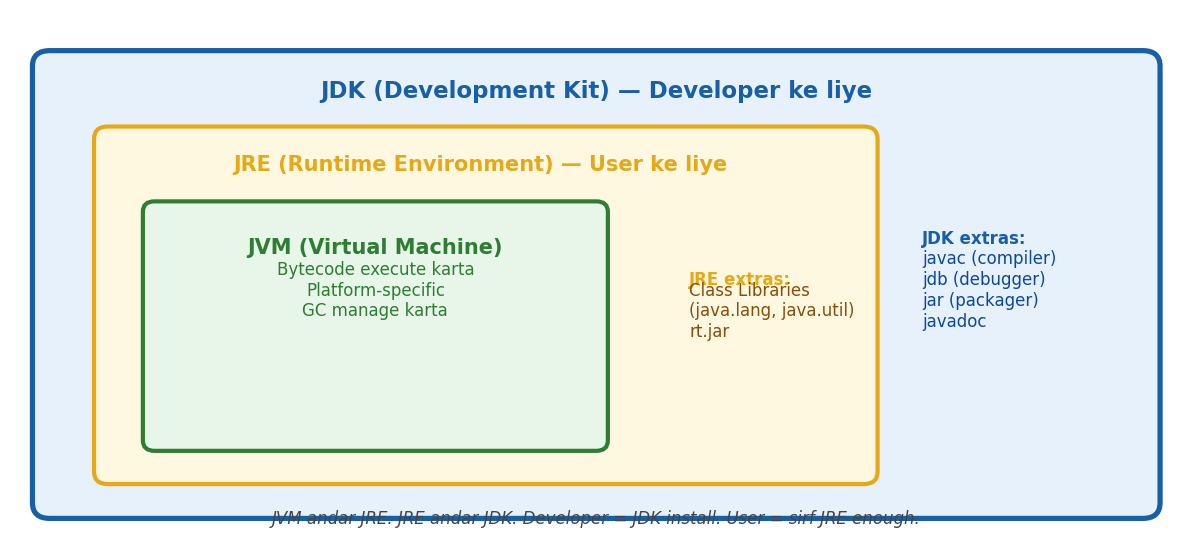 JDK (Development Kit) — Developer ke liye
JRE (Runtime Environment) — User ke liye
JVM (Virtual Machine)
Bytecode execute karta
Platform-specific
GC manage karta
JRE extras:
Class Libraries
(java.lang, java.util)
rt.jar
JDK extras:
javac (compiler)
jdb (debugger)
jar (packager)
javadoc
JVM andar JRE. JRE andar JDK. Developer = JDK install. User = sirf JRE enough.